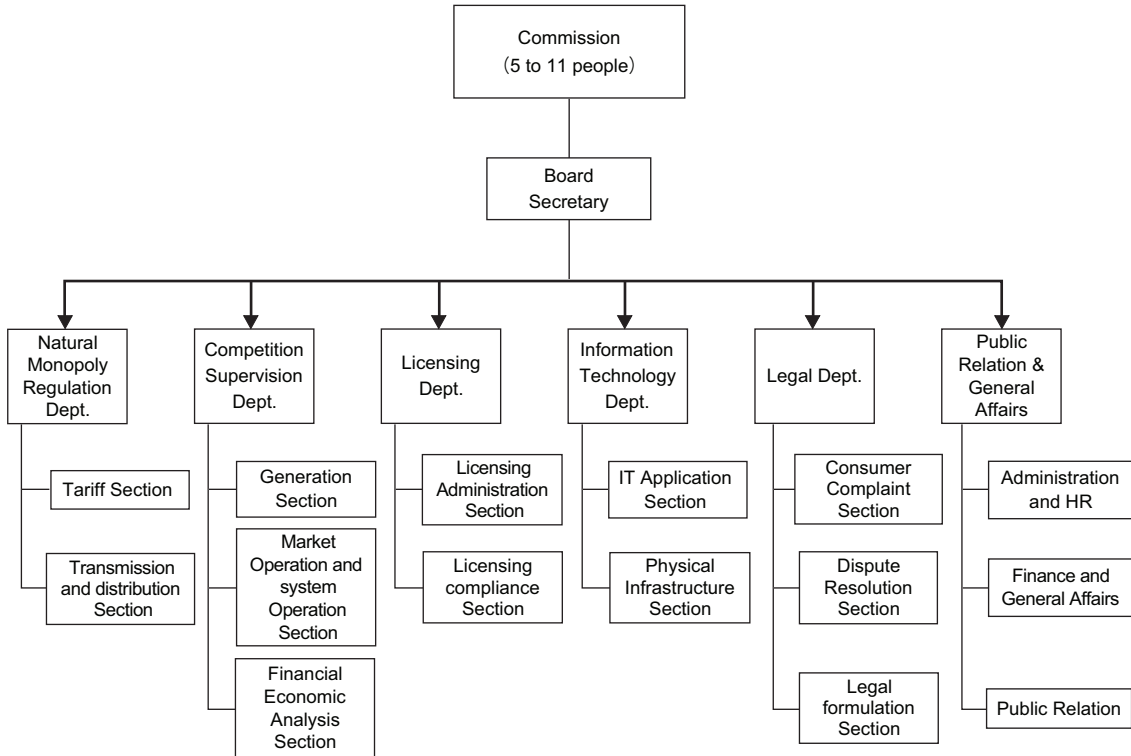 Commission
（5 to 11 people）
Board
Secretary
Natural
Monopoly
Regulation
Dept.
Competition
Supervision
Dept.
Licensing
Dept.
Information
Technology
Dept.
Legal Dept.
Public
Relation &
General
Affairs
Tariff Section
Transmission
and distribution
Section
Generation
Section
Market
Operation and
system
Operation
Section
Financial
Economic
Analysis
Section
Licensing
Administration
Section
Licensing
compliance
Section
IT Application
Section
Physical
Infrastructure
Section
Consumer
Complaint
Section
Dispute
Resolution
Section
Legal
formulation
Section
Administration
and HR
Finance and
General Affairs
Public Relation